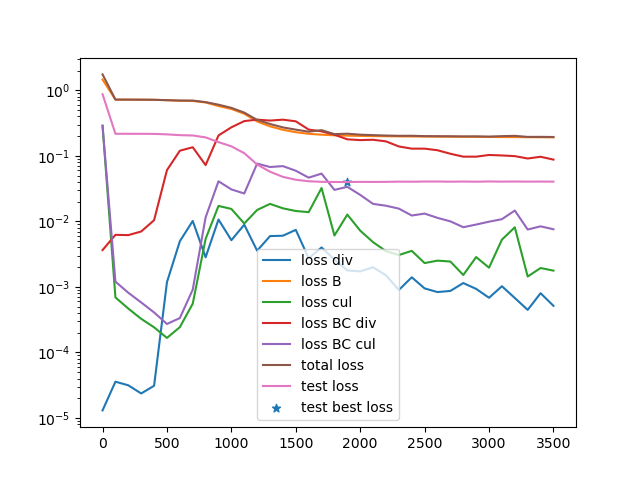 10⁰
10⁻¹
10⁻²
10⁻³
10⁻⁴
10⁻⁵
loss div
loss B
loss cul
loss BC div
loss BC cul
total loss
test loss
test best loss
0 500 1000 1500 2000 2500 3000 3500